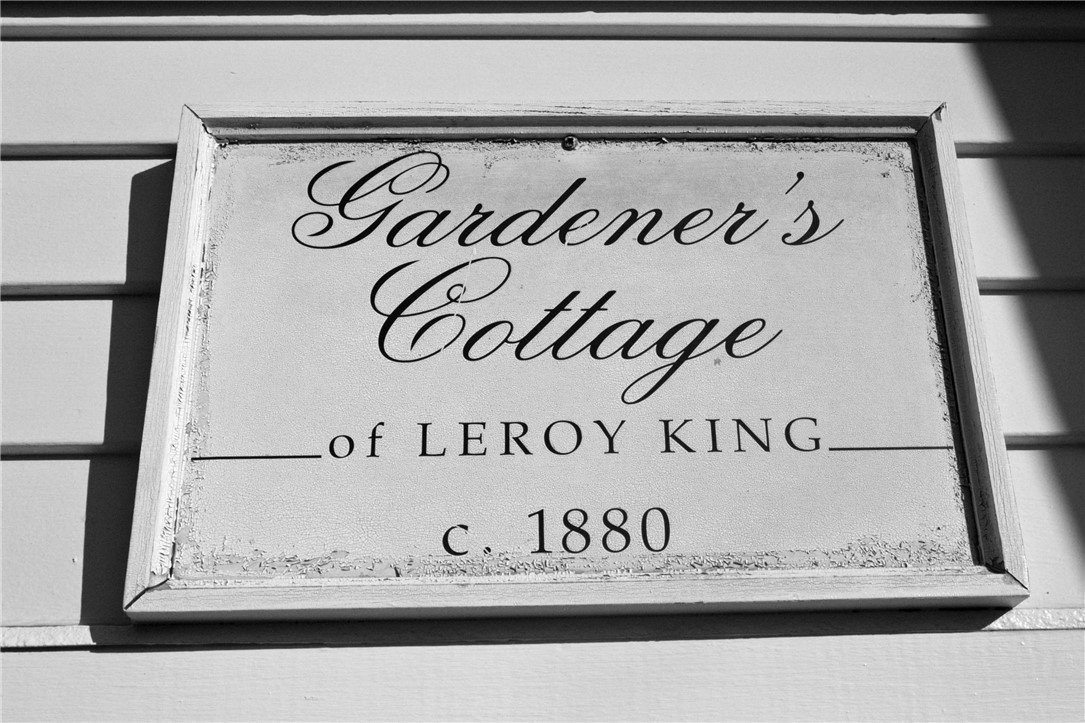 Gardener's
Cottage
of LEROY KING
c. 1880